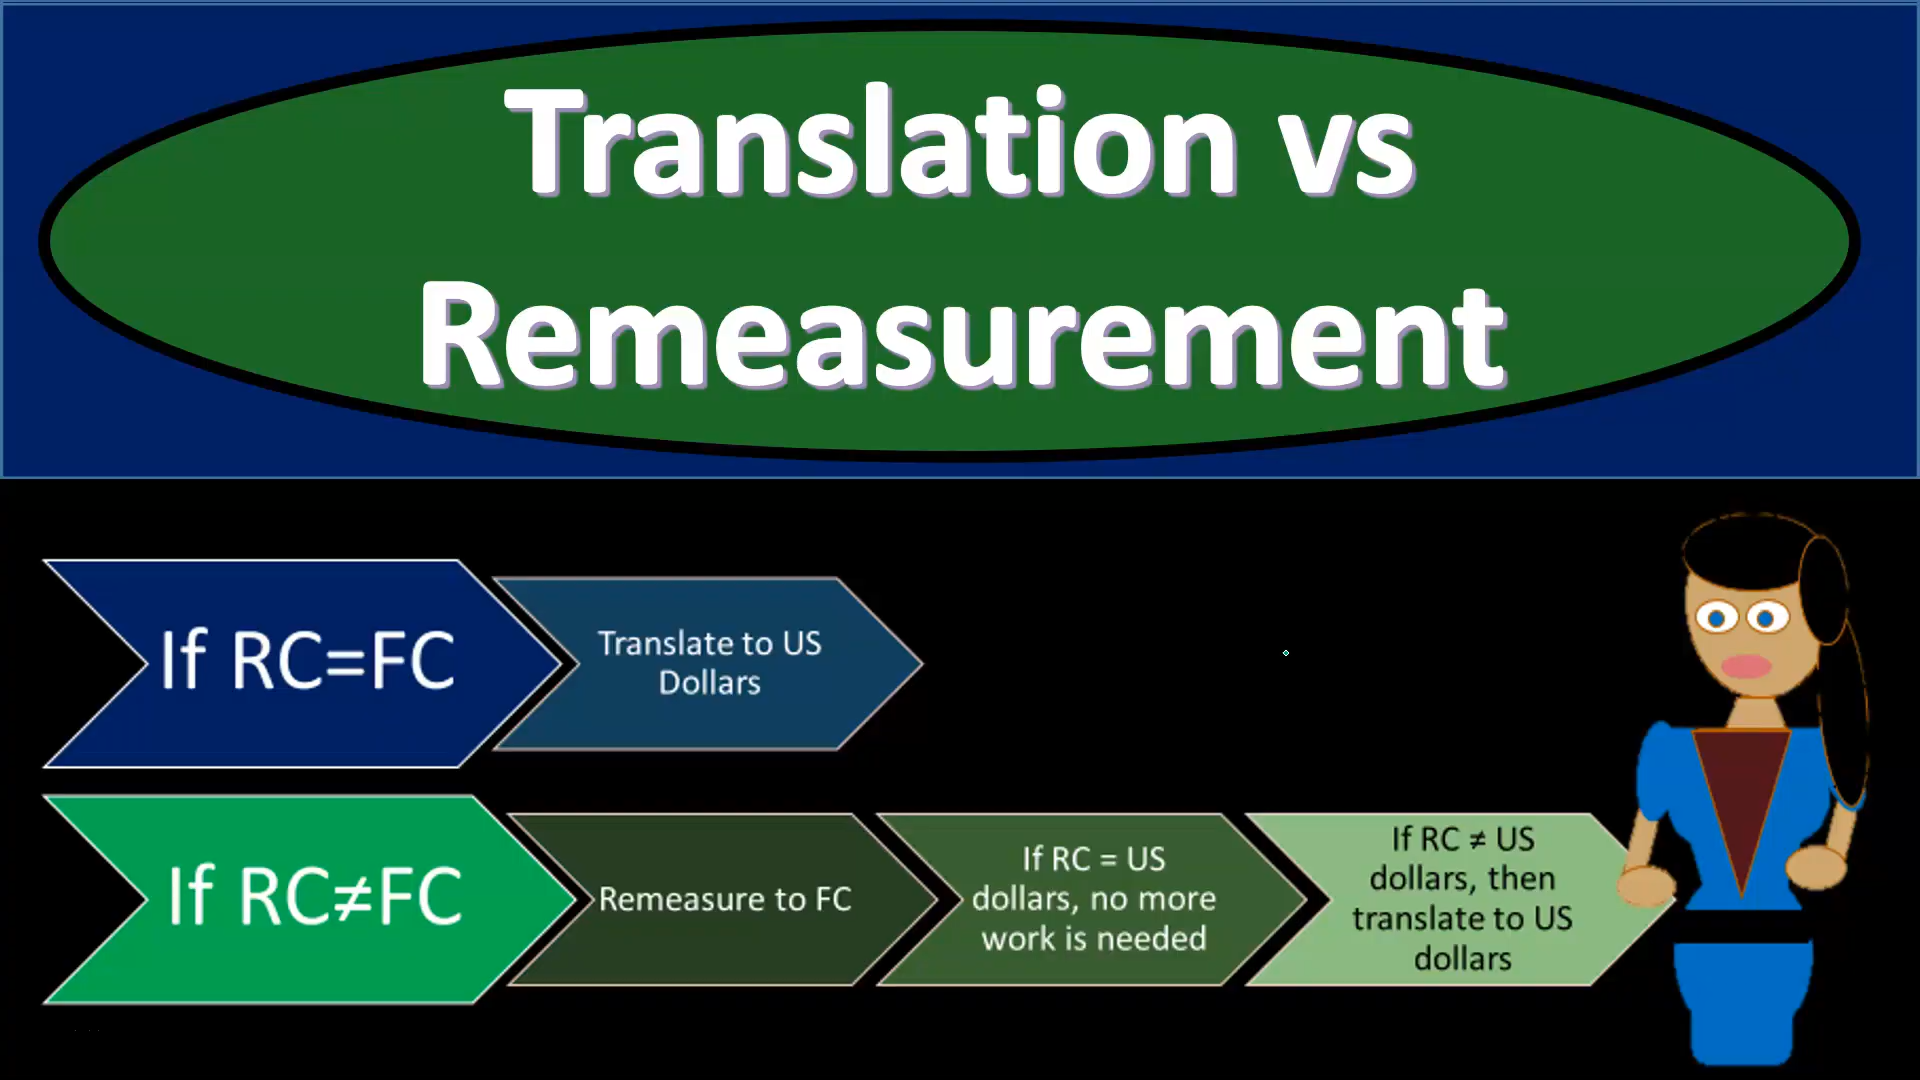 Translation vs
Remeasurement
If RC=FC
Translate to US
Dollars
If RC≠FC
Remeasure to FC
If RC = US
dollars, no more
work is needed
If RC ≠ US
dollars, then
translate to US
dollars